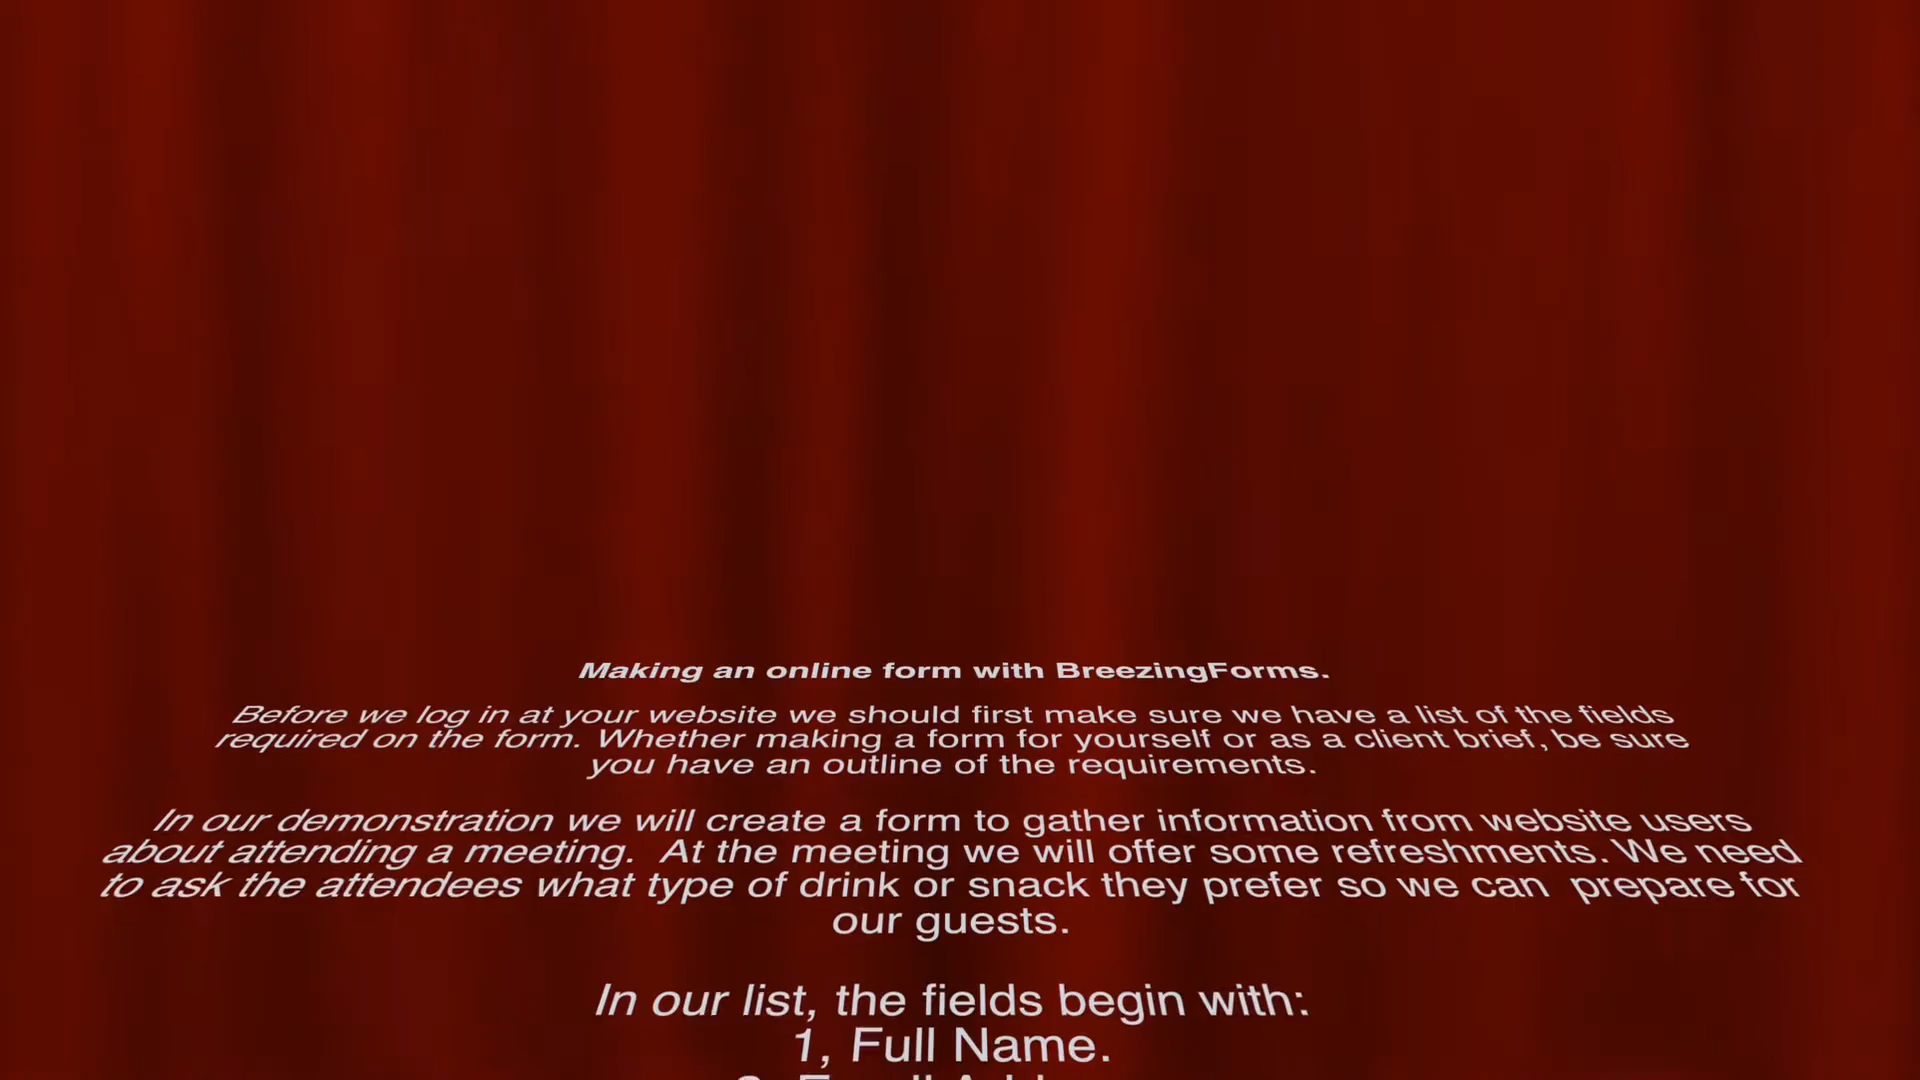 Making an online form with BreezingForms.
Before we log in at your website we should first make sure we have a list of the fields
required on the form. Whether making a form for yourself or as a client brief, be sure
you have an outline of the requirements.
In our demonstration we will create a form to gather information from website users
about attending a meeting. At the meeting we will offer some refreshments. We need
to ask the attendees what type of drink or snack they prefer so we can prepare for
our guests.
In our list, the fields begin with:
1, Full Name.